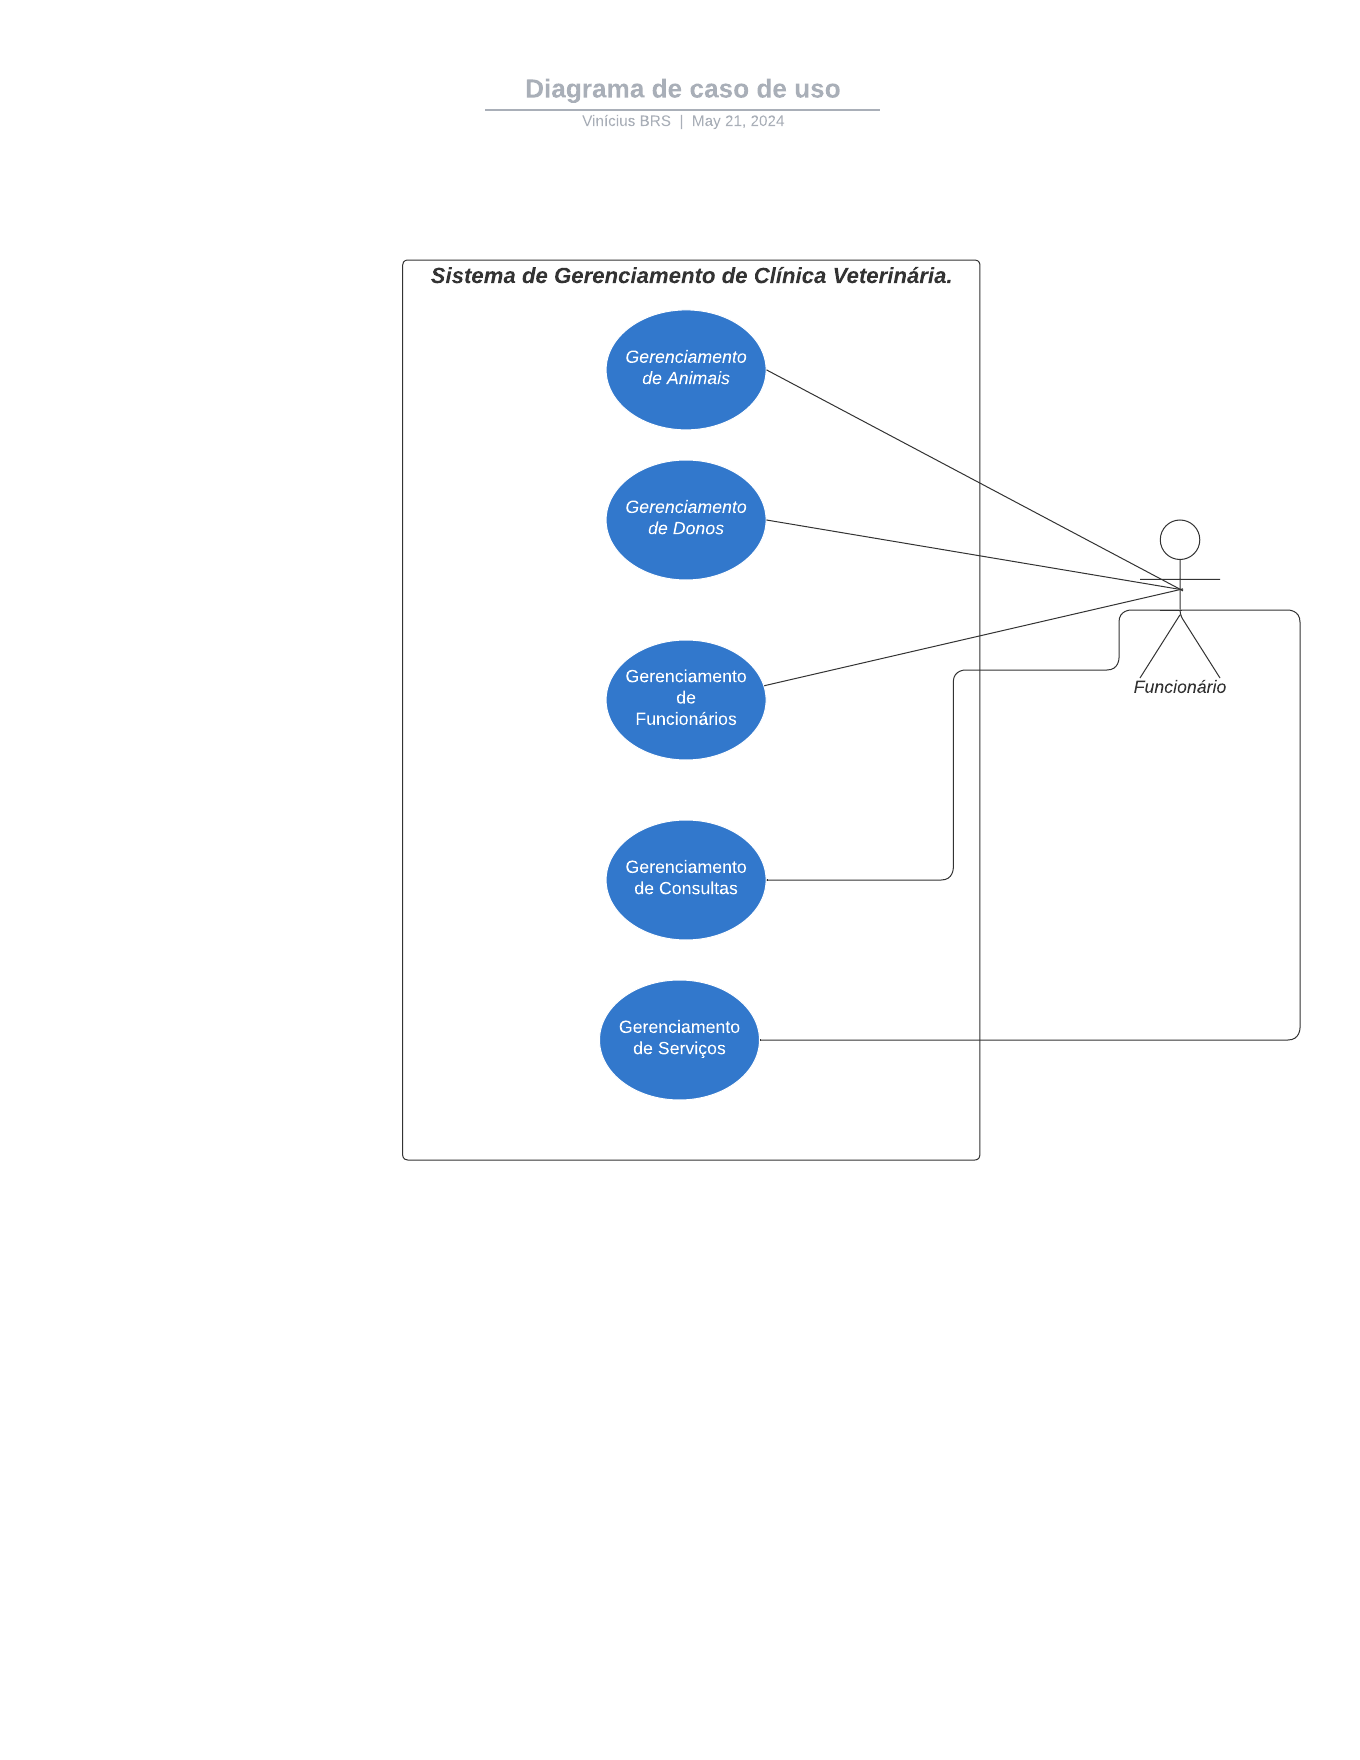 Diagrama de caso de uso
Vinícius BRS | May 21, 2024
Sistema de Gerenciamento de Clínica Veterinária.
Gerenciamento
de Animais
Gerenciamento
de Donos
Gerenciamento
de
Funcionários
Funcionário
Gerenciamento
de Consultas
Gerenciamento
de Serviços